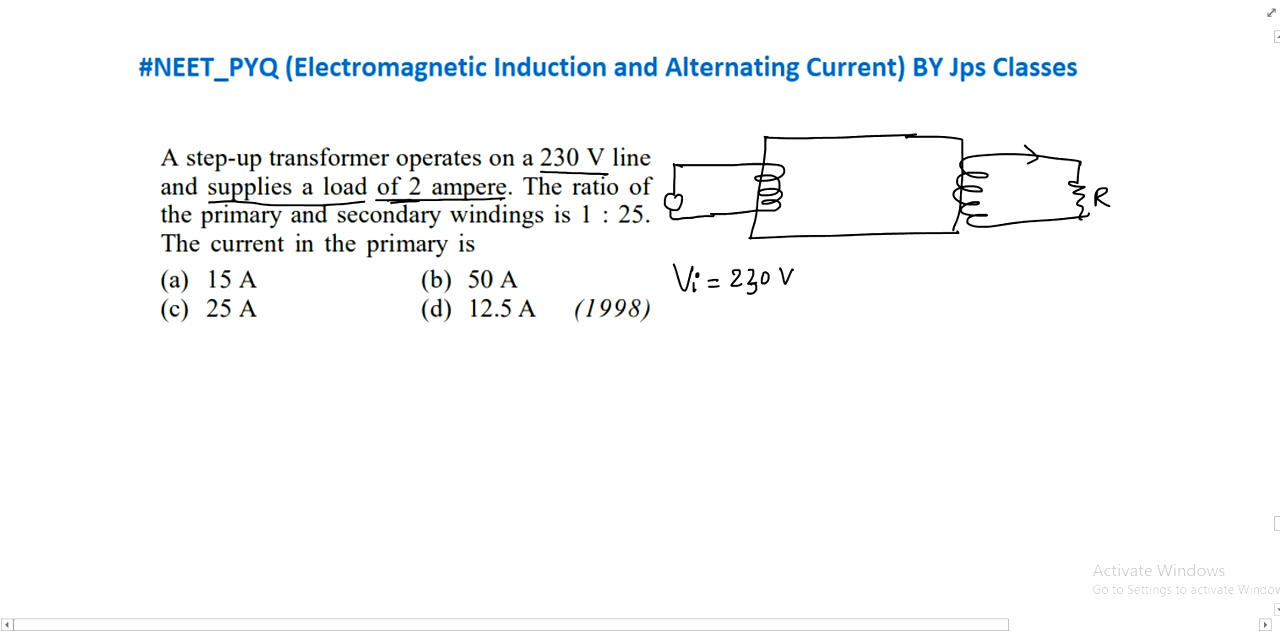 #NEET_PYQ (Electromagnetic Induction and Alternating Current) BY Jps Classes
A step-up transformer operates on a 230 V line
and supplies a load of 2 ampere. The ratio of
the primary and secondary windings is 1 : 25.
The current in the primary is
(a) 15 A (b) 50 A
(c) 25 A (d) 12.5 A (1998)
R
Vi = 230 V
Activate Windows
Go to Settings to activate Window